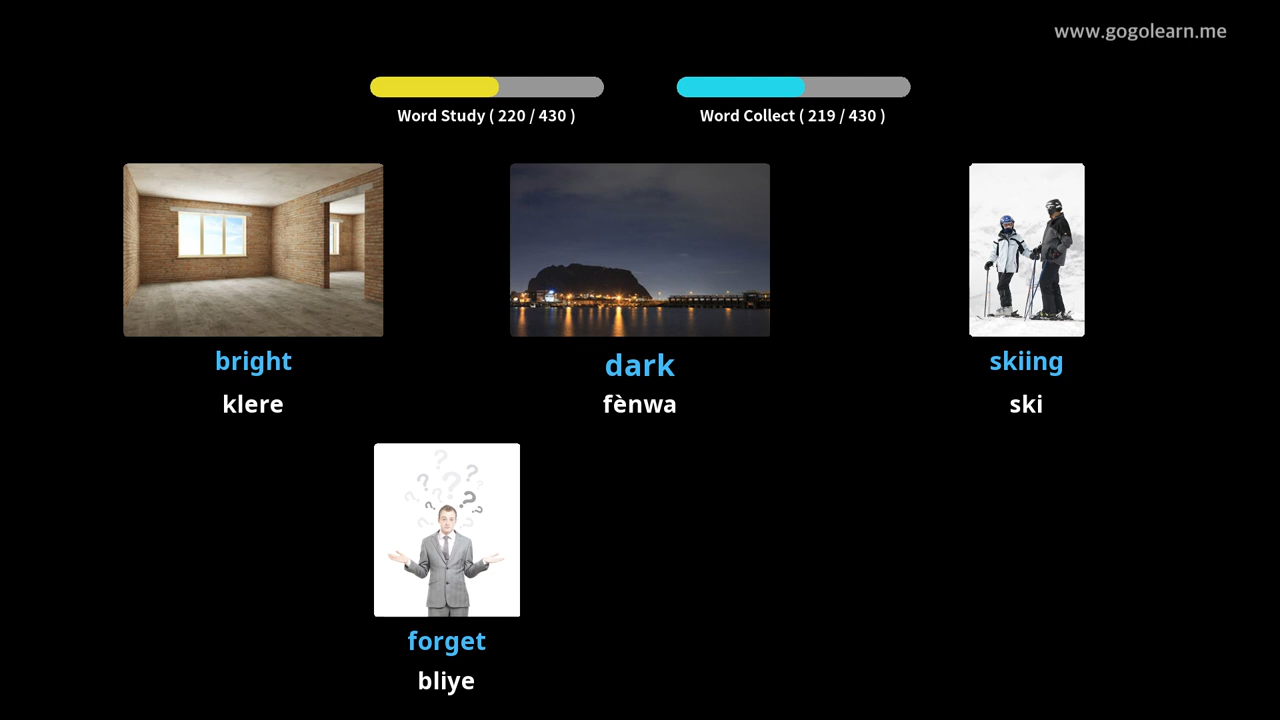 www.gogolearn.me
Word Study ( 220 / 430 )
Word Collect ( 219 / 430 )
bright
klere
dark
fènwa
skiing
ski
forget
bliye